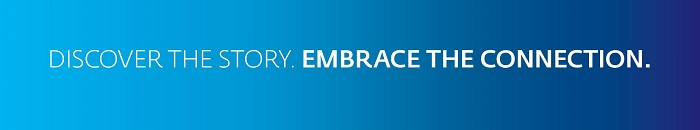 DISCOVER THE STORY. EMBRACE THE CONNECTION.